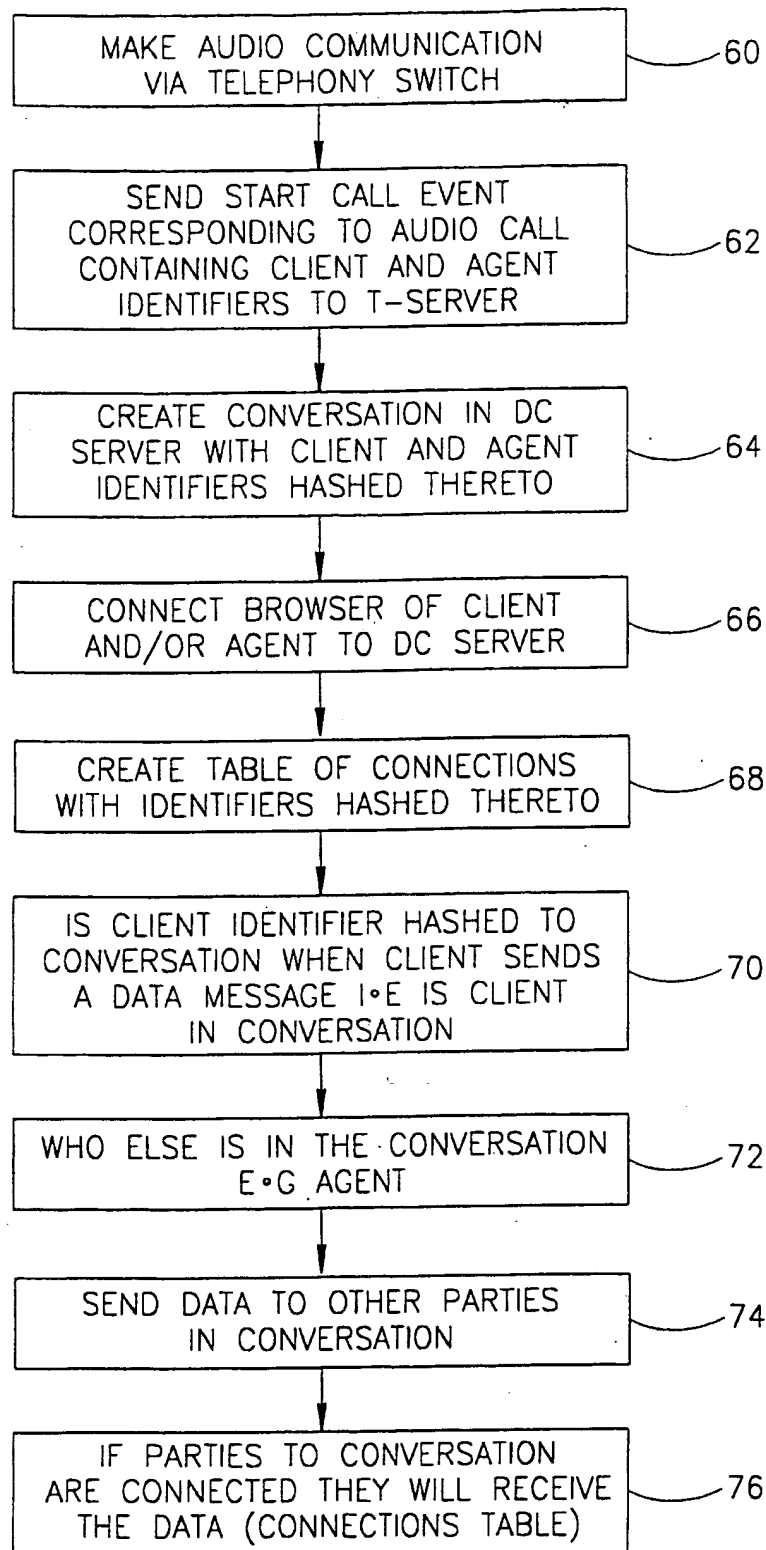 MAKE AUDIO COMMUNICATION
VIA TELEPHONY SWITCH
60
SEND START CALL EVENT
CORRESPONDING TO AUDIO CALL
CONTAINING CLIENT AND AGENT
IDENTIFIERS TO T-SERVER
62
CREATE CONVERSATION IN DC
SERVER WITH CLIENT AND AGENT
IDENTIFIERS HASHED THERETO
64
CONNECT BROWSER OF CLIENT
AND/OR AGENT TO DC SERVER
66
CREATE TABLE OF CONNECTIONS
WITH IDENTIFIERS HASHED THERETO
68
IS CLIENT IDENTIFIER HASHED TO
CONVERSATION WHEN CLIENT SENDS
A DATA MESSAGE I•E IS CLIENT
IN CONVERSATION
70
WHO ELSE IS IN THE CONVERSATION
E•G AGENT
72
SEND DATA TO OTHER PARTIES
IN CONVERSATION
74
IF PARTIES TO CONVERSATION
ARE CONNECTED THEY WILL RECEIVE
THE DATA (CONNECTIONS TABLE)
76